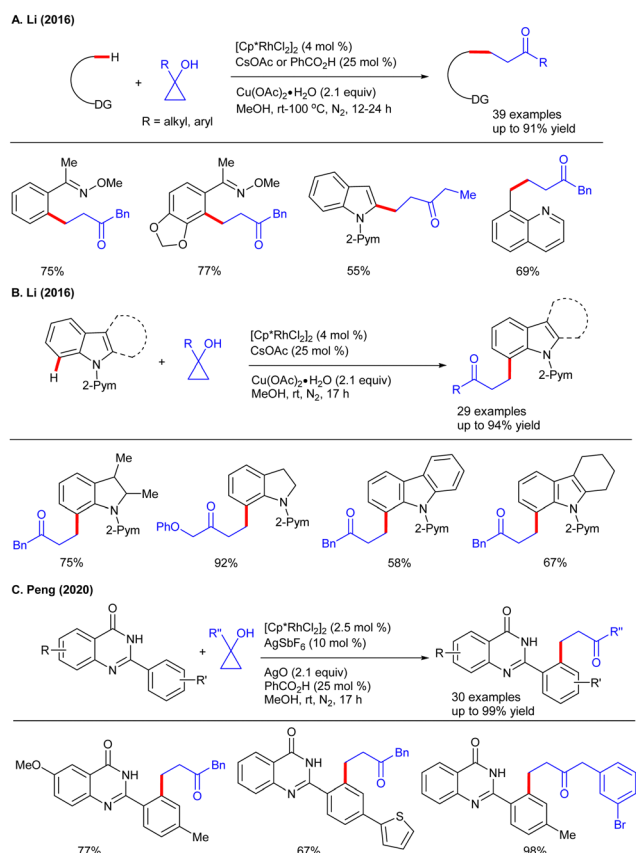 A. Li (2016)
H
DG
+
R OH
R = alkyl, aryl
[Cp*RhCl2]2 (4 mol %)
CsOAc or PhCO2H (25 mol %)
Cu(OAc)2•H2O (2.1 equiv)
MeOH, rt-100 oC, N2, 12-24 h
O
R
DG
39 examples
up to 91% yield
Me
N OMe
Bn
O
75%
Me
N OMe
O
O
Bn
O
77%
N
2-Pym
Et
O
55%
O
Bn
N
69%
B. Li (2016)
H
N
2-Pym
+
R OH
[Cp*RhCl2]2 (4 mol %)
CsOAc (25 mol %)
Cu(OAc)2•H2O (2.1 equiv)
MeOH, rt, N2, 17 h
O
R
N
2-Pym
29 examples
up to 94% yield
Me
Me
N
2-Pym
O
Bn
75%
N
2-Pym
O
PhO
92%
N
2-Pym
O
Bn
58%
N
2-Pym
O
Bn
67%
C. Peng (2020)
O
NH
R
N
R'
+
R" OH
[Cp*RhCl2]2 (2.5 mol %)
AgSbF6 (10 mol %)
AgO (2.1 equiv)
PhCO2H (25 mol %)
MeOH, rt, N2, 17 h
O
NH
R
N
R"
O
R'
30 examples
up to 99% yield
O
MeO
NH
N
Bn
O
Me
77%
O
NH
N
Bn
O
S
67%
O
NH
N
O
Br
Me
98%